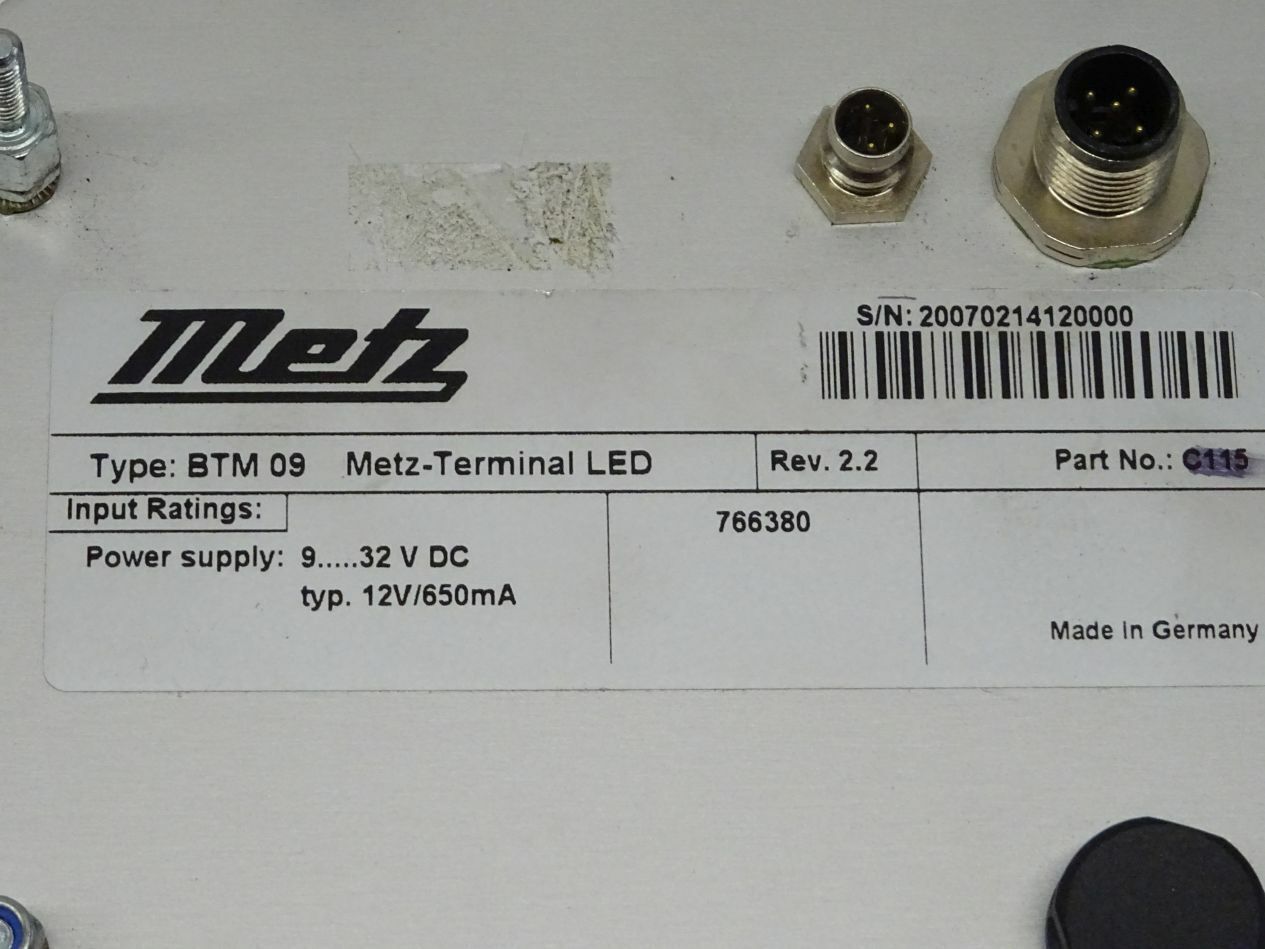 Metz
S/N: 20070214120000
Type: BTM 09 Metz-Terminal LED Rev. 2.2 Part No.: C115
Input Ratings:
766380
Power supply: 9.....32 V DC
typ. 12V/650mA
Made in Germany